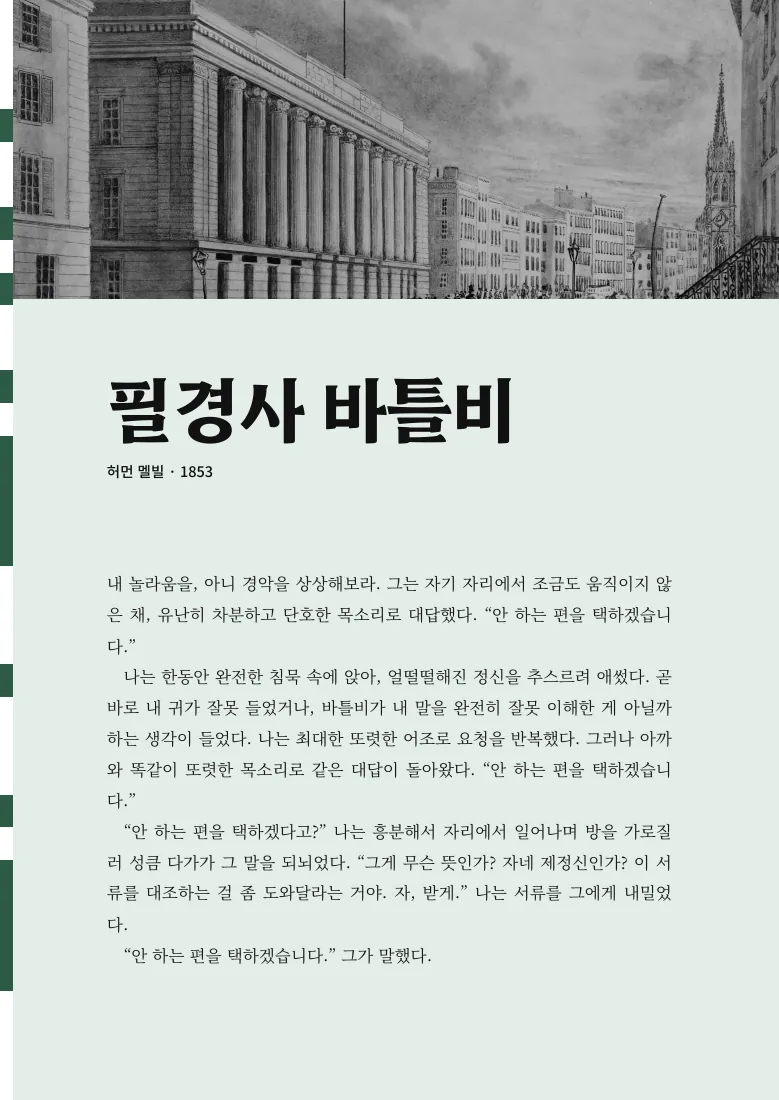 필경사 바틀비
허먼 멜빌 · 1853
내 놀라움을, 아니 경악을 상상해보라. 그는 자기 자리에서 조금도 움직이지 않
은 채, 유난히 차분하고 단호한 목소리로 대답했다. “안 하는 편을 택하겠습니
다.”
나는 한동안 완전한 침묵 속에 앉아, 얼떨떨해진 정신을 추스르려 애썼다. 곧
바로 내 귀가 잘못 들었거나, 바틀비가 내 말을 완전히 잘못 이해한 게 아닐까
하는 생각이 들었다. 나는 최대한 또렷한 어조로 요청을 반복했다. 그러나 아까
와 똑같이 또렷한 목소리로 같은 대답이 돌아왔다. “안 하는 편을 택하겠습니
다.”
“안 하는 편을 택하겠다고?” 나는 흥분해서 자리에서 일어나며 방을 가로질
러 성큼 다가가 그 말을 되뇌었다. “그게 무슨 뜻인가? 자네 제정신인가? 이 서
류를 대조하는 걸 좀 도와달라는 거야. 자, 받게.” 나는 서류를 그에게 내밀었
다.
“안 하는 편을 택하겠습니다.” 그가 말했다.